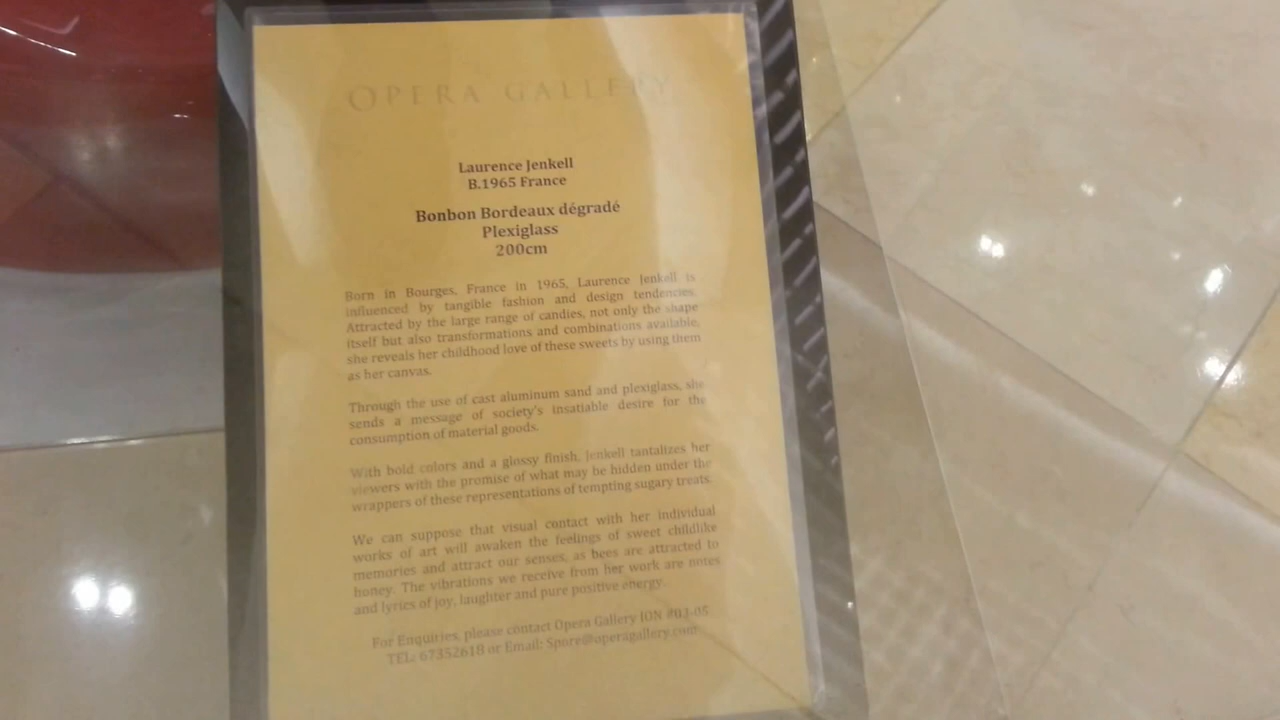 OPERA GALLERY
Laurence Jenkell
B.1965 France
Bonbon Bordeaux dégradé
Plexiglass
200cm
Born in Bourges, France in 1965, Laurence Jenkell is
influenced by tangible fashion and design tendencies.
Attracted by the large range of candies, not only the shape
itself but also transformations and combinations available,
she reveals her childhood love of these sweets by using them
as her canvas.
Through the use of cast aluminum sand and plexiglass, she
sends a message of society's insatiable desire for the
consumption of material goods.
With bold colors and a glossy finish, Jenkell tantalizes her
viewers with the promise of what may be hidden under the
wrappers of these representations of tempting sugary treats.
We can suppose that visual contact with her individual
works of art will awaken the feelings of sweet childlike
memories and attract our senses, as bees are attracted to
honey. The vibrations we receive from her work are notes
and lyrics of joy, laughter and pure positive energy.
For Enquiries, please contact Opera Gallery ION #03-05
TEL: 67352618 or Email: Spore@operagallery.com